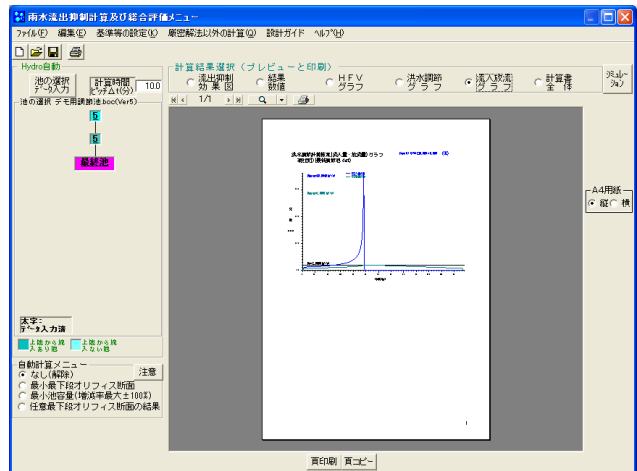 雨水流出抑制計算及び総合評価メニュー
ファイル(F) 編集(E) 基準等の設定(K) 厳密解法以外の計算(Q) 設計ガイド ヘルプ(H)
Hydro自動
池の選択
データ入力
計算時間
ピッチΔt(分)
10.0
計算結果選択 (プレビューと印刷)
流出抑制
効果図
結果
数値
HFV
グラフ
洪水調節
グラフ
流入放流
グラフ
計算書
全体
シミュレー
ション
1/1
池の選択 デモ用調節池.boc(Ver5)
5
5
最終池
A4用紙
縦 横
太字:
データ入力済
上池から流
入あり池
上池から流
入ない池
自動計算メニュー
注意
なし(解除)
最小最下段オリフィス断面
最小池容量(増減率最大±100%)
任意最下段オリフィス断面の結果
1
頁印刷 頁コピー